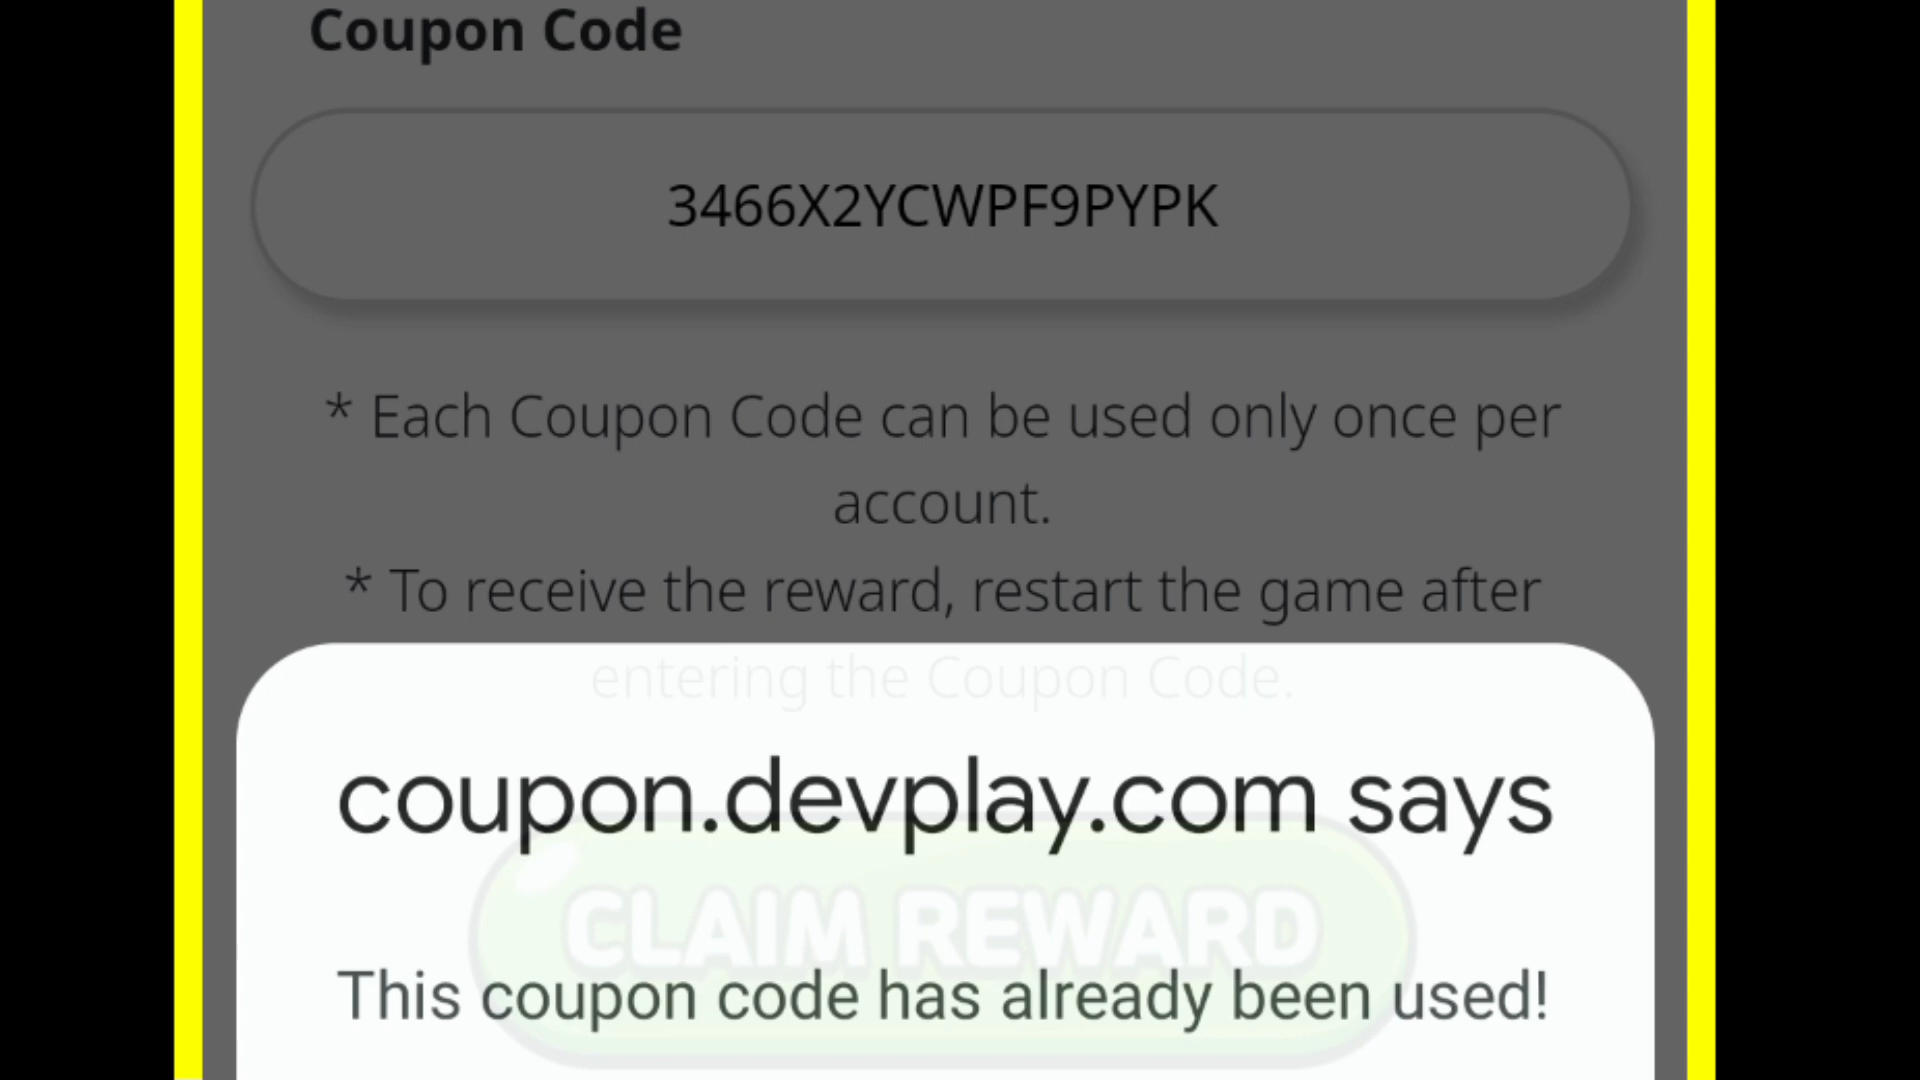 Coupon Code
3466X2YCWPF9PYPK
* Each Coupon Code can be used only once per
account.
* To receive the reward, restart the game after
entering the Coupon Code.
coupon.devplay.com says
CLAIM REWARD
This coupon code has already been used!